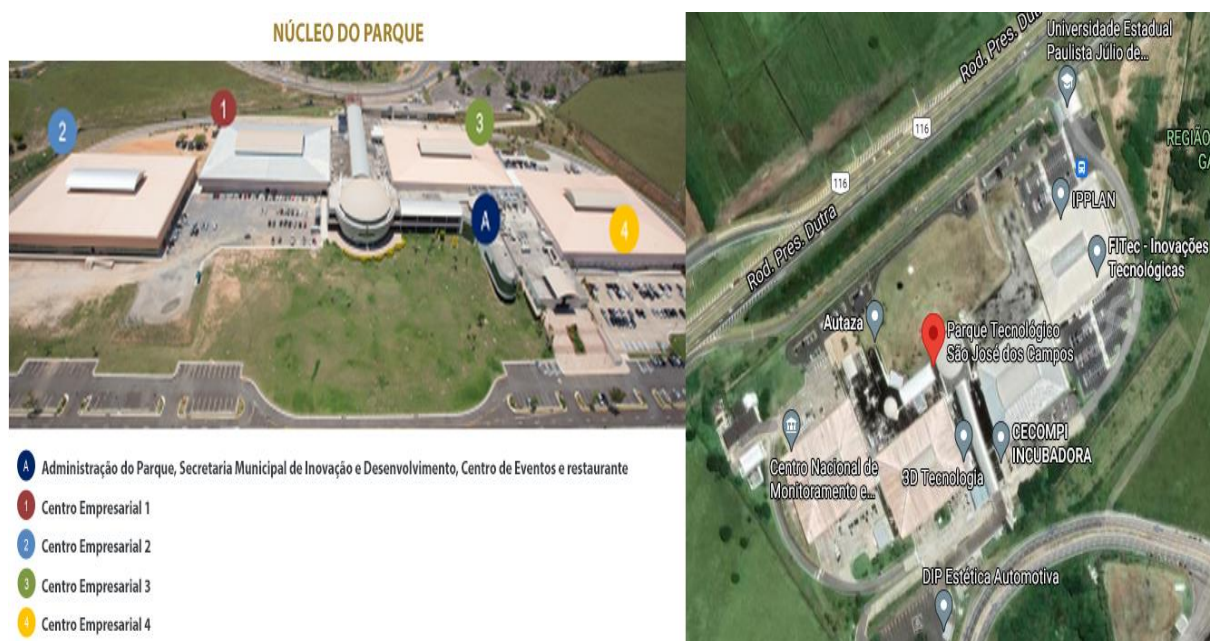 NÚCLEO DO PARQUE
1
2
3
A
4
A Administração do Parque, Secretaria Municipal de Inovação e Desenvolvimento, Centro de Eventos e restaurante
1 Centro Empresarial 1
2 Centro Empresarial 2
3 Centro Empresarial 3
4 Centro Empresarial 4
Universidade Estadual
Paulista Júlio de...
Rod. Pres. Dutra
116
REGIÃO
GA
116
IPPLAN
Rod. Pres. Dutra
FITec - Inovações
Tecnológicas
Autaza
Parque Tecnológico
São José dos Campos
CECOMPI
INCUBADORA
Centro Nacional de
Monitoramento e...
3D Tecnologia
DIP Estética Automotiva